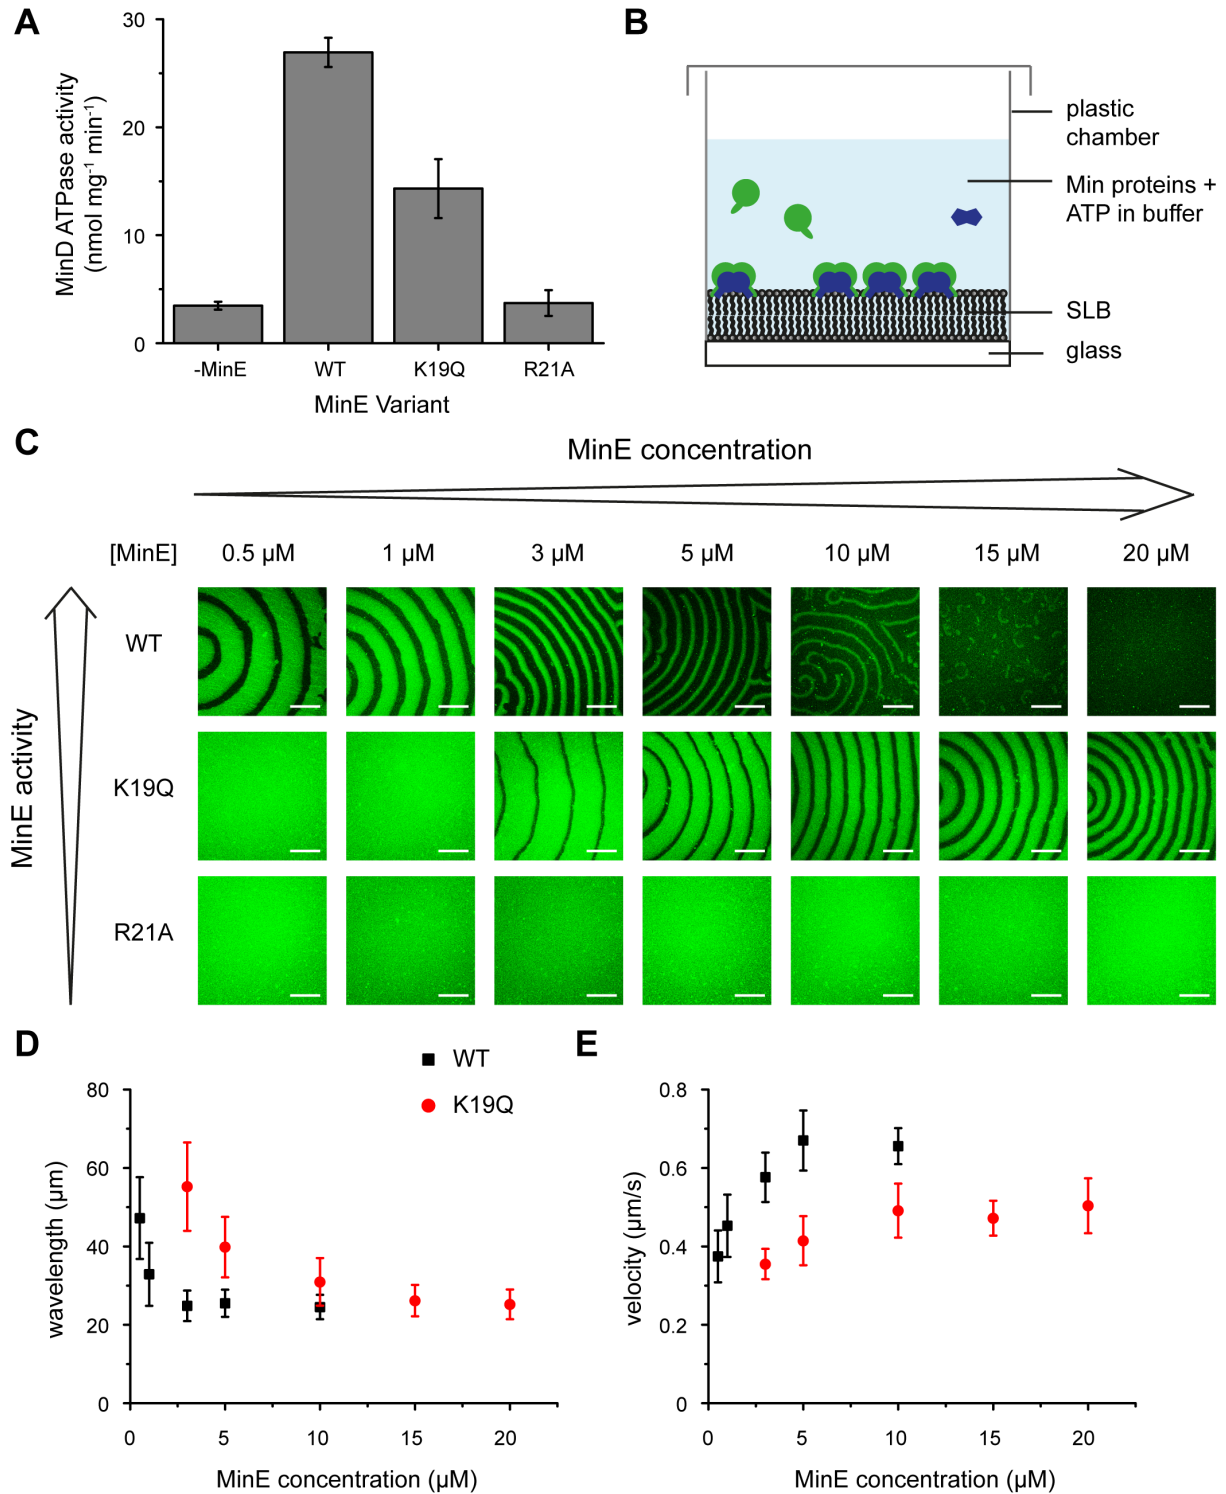 A
30
20
10
0
MinD ATPase activity
(nmol mg⁻¹ min⁻¹)
-MinE
WT
K19Q
R21A
MinE Variant
B
plastic
chamber
Min proteins +
ATP in buffer
SLB
glass
C
MinE concentration
[MinE]
0.5 µM
1 µM
3 µM
5 µM
10 µM
15 µM
20 µM
MinE activity
WT
K19Q
R21A
D
WT
K19Q
80
60
40
20
0
wavelength (µm)
0
5
10
15
20
MinE concentration (µM)
E
0.8
0.6
0.4
0.2
0
velocity (µm/s)
0
5
10
15
20
MinE concentration (µM)